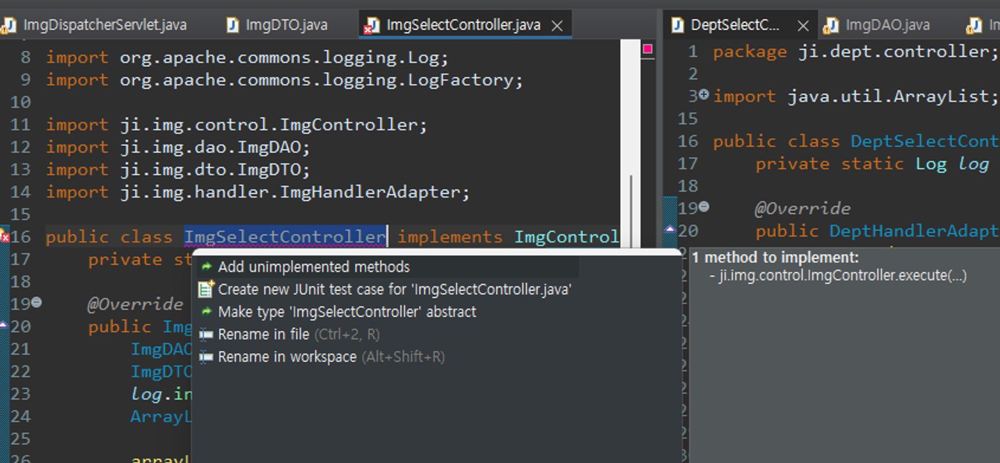 ImgDispatcherServlet.java
ImgDTO.java
ImgSelectController.java
8 import org.apache.commons.logging.Log;
9 import org.apache.commons.logging.LogFactory;
10
11 import ji.img.control.ImgController;
12 import ji.img.dao.ImgDAO;
13 import ji.img.dto.ImgDTO;
14 import ji.img.handler.ImgHandlerAdapter;
15
16 public class ImgSelectController implements ImgControl
17 private st
18
19 @Override
20 public Img
21 ImgDAO
22 ImgDTO
23 log.in
24 ArrayL
25
26 arrayl
Add unimplemented methods
Create new JUnit test case for 'ImgSelectController.java'
Make type 'ImgSelectController' abstract
Rename in file (Ctrl+2, R)
Rename in workspace (Alt+Shift+R)
DeptSelectC...
ImgDAO.java
1 package ji.dept.controller;
2
3 import java.util.ArrayList;
15
16 public class DeptSelectCont
17 private static Log log
18
19 @Override
20 public DeptHandlerAdapt
1 method to implement:
- ji.img.control.ImgController.execute(...)